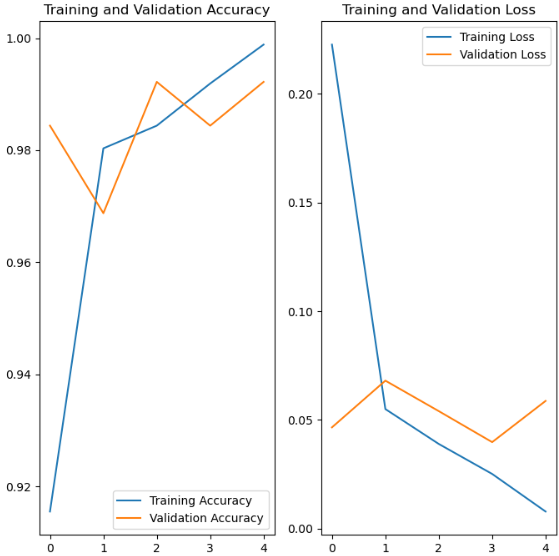 Training and Validation Accuracy
1.00
0.98
0.96
0.94
0.92
Training Accuracy
Validation Accuracy
0 1 2 3 4
Training and Validation Loss
Training Loss
Validation Loss
0.20
0.15
0.10
0.05
0.00
0 1 2 3 4